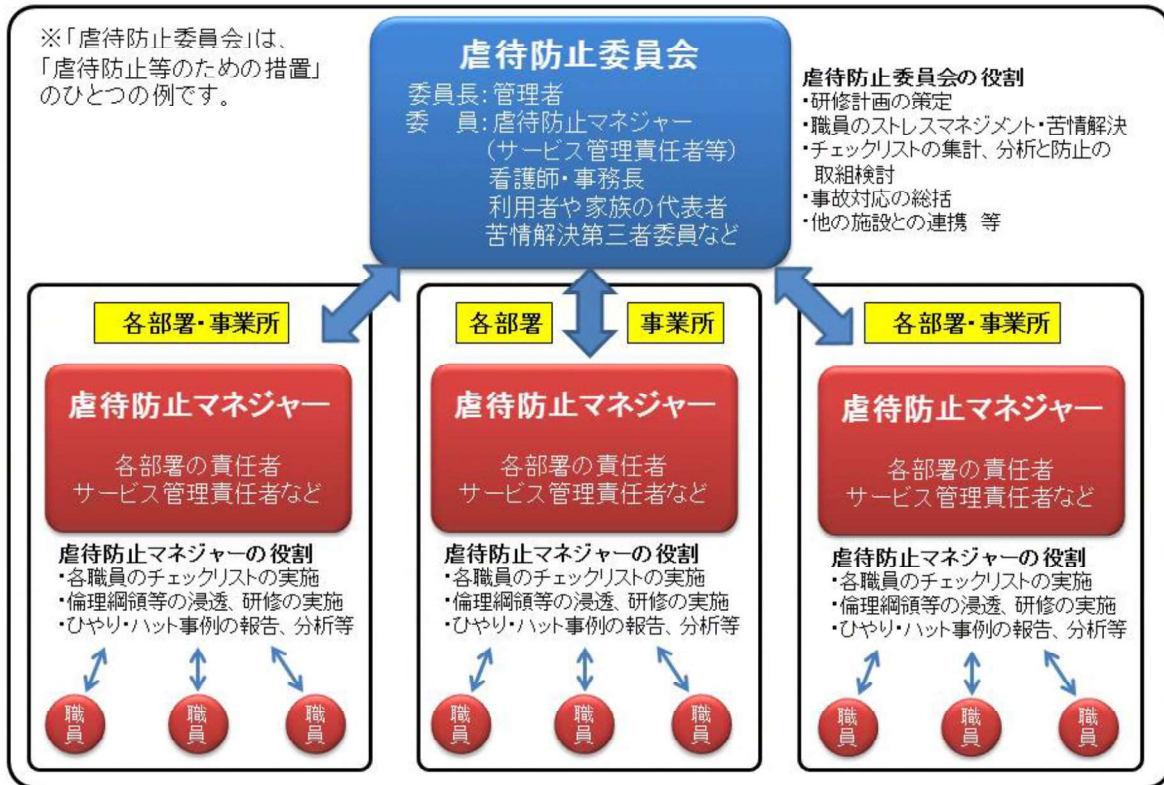 ※「虐待防止委員会」は、
「虐待防止等のための措置」
のひとつの例です。
虐待防止委員会
委員長：管理者
委　員：虐待防止マネジャー
（サービス管理責任者等）
看護師・事務長
利用者や家族の代表者
苦情解決第三者委員など
虐待防止委員会の役割
・研修計画の策定
・職員のストレスマネジメント・苦情解決
・チェックリストの集計、分析と防止の
取組検討
・事故対応の総括
・他の施設との連携 等
各部署・事業所
虐待防止マネジャー
各部署の責任者
サービス管理責任者など
虐待防止マネジャーの役割
・各職員のチェックリストの実施
・倫理綱領等の浸透、研修の実施
・ひやり・ハット事例の報告、分析等
職員
職員
職員
各部署
事業所
虐待防止マネジャー
各部署の責任者
サービス管理責任者など
虐待防止マネジャーの役割
・各職員のチェックリストの実施
・倫理綱領等の浸透、研修の実施
・ひやり・ハット事例の報告、分析等
職員
職員
職員
各部署・事業所
虐待防止マネジャー
各部署の責任者
サービス管理責任者など
虐待防止マネジャーの役割
・各職員のチェックリストの実施
・倫理綱領等の浸透、研修の実施
・ひやり・ハット事例の報告、分析等
職員
職員
職員